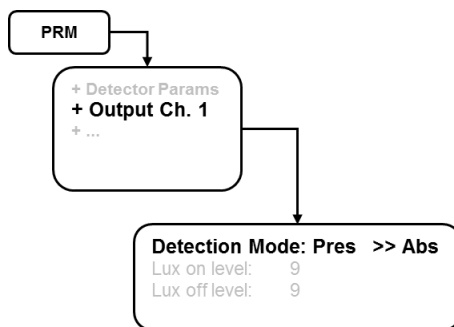 PRM
+ Detector Params
+ Output Ch. 1
+ ...
Detection Mode: Pres >> Abs
Lux on level: 9
Lux off level: 9